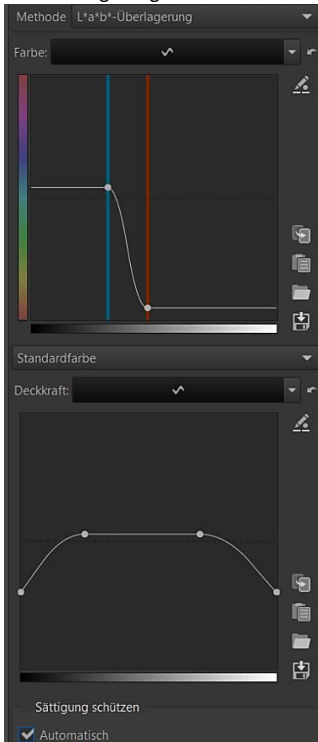 Methode L*a*b*-Überlagerung
Farbe:
Standardfarbe
Deckkraft:
Sättigung schützen
Automatisch